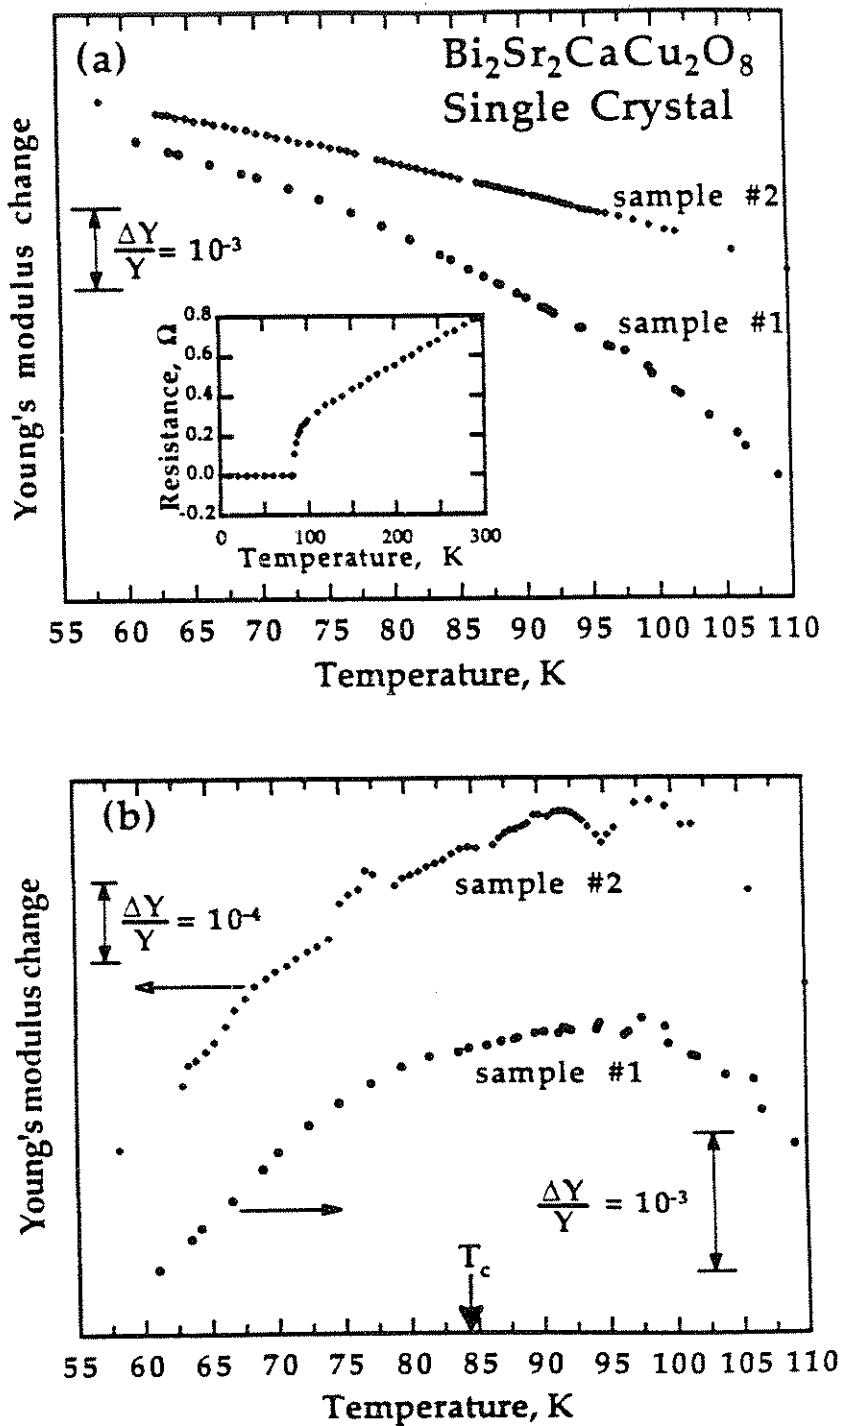 (a)
Bi₂Sr₂CaCu₂O₈
Single Crystal
Young's modulus change
ΔY/Y = 10⁻³
sample #2
sample #1
Resistance, Ω
0.8
0.6
0.4
0.2
0.0
-0.2
0 100 200 300
Temperature, K
55 60 65 70 75 80 85 90 95 100 105 110
Temperature, K
(b)
Young's modulus change
ΔY/Y = 10⁻⁴
sample #2
sample #1
ΔY/Y = 10⁻³
T_c
55 60 65 70 75 80 85 90 95 100 105 110
Temperature, K